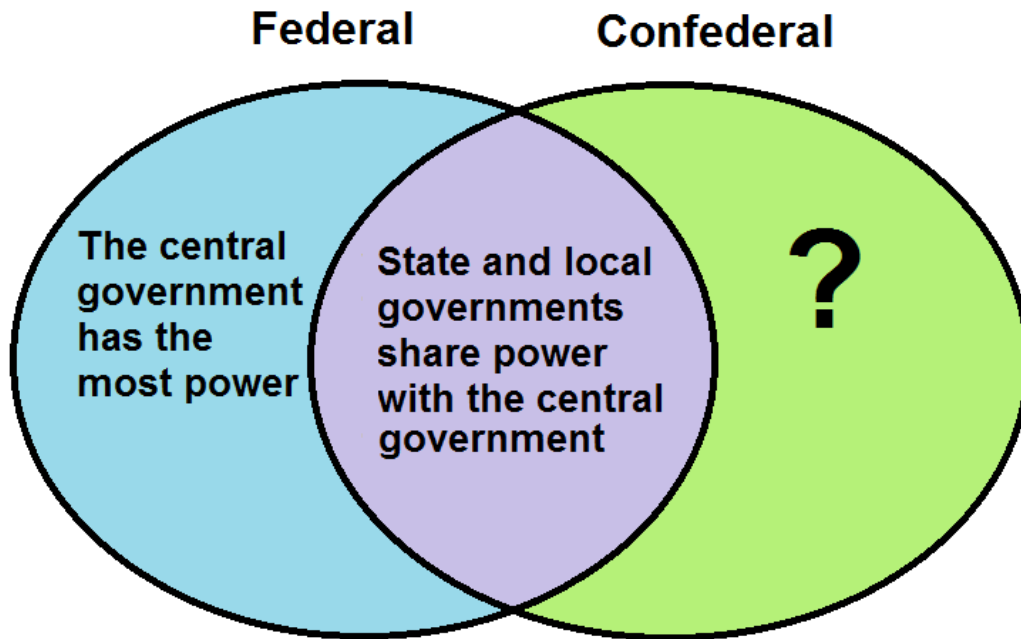 Federal
Confederal
The central
government
has the
most power
State and local
governments
share power
with the central
government
?